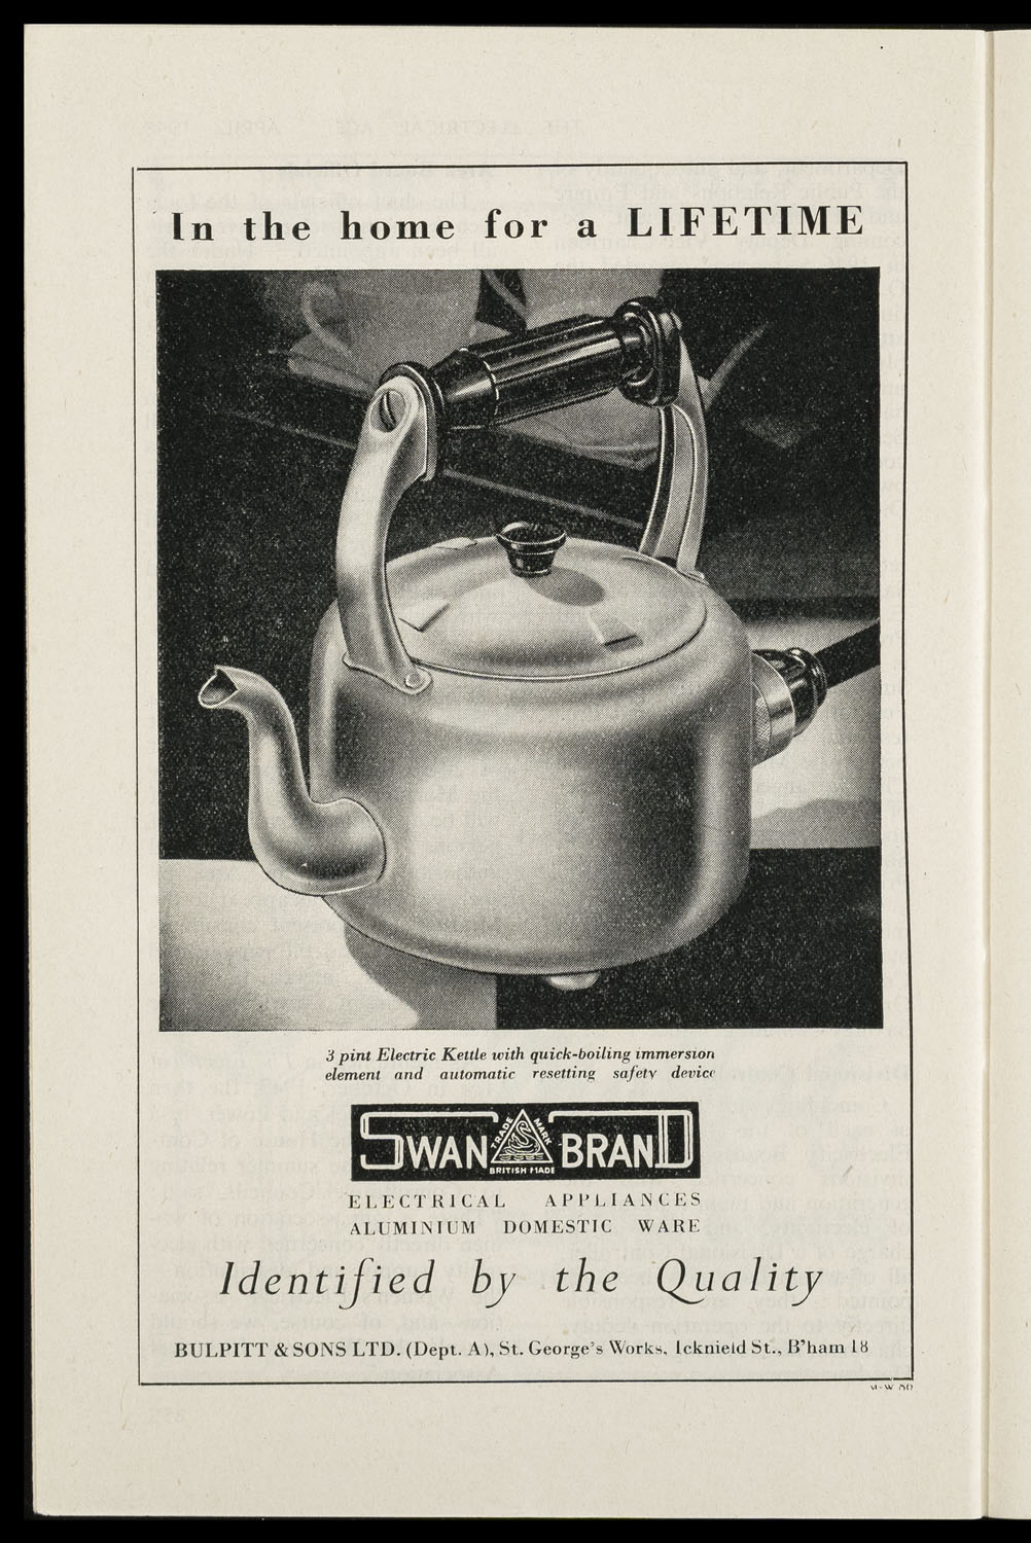 In the home for a LIFETIME
3 pint Electric Kettle with quick-boiling immersion
element and automatic resetting safety device
SWAN BRAND
TRADE MARK
BRITISH MADE
ELECTRICAL APPLIANCES
ALUMINIUM DOMESTIC WARE
Identified by the Quality
BULPITT & SONS LTD. (Dept. A), St. George's Works, Icknield St., B'ham 18